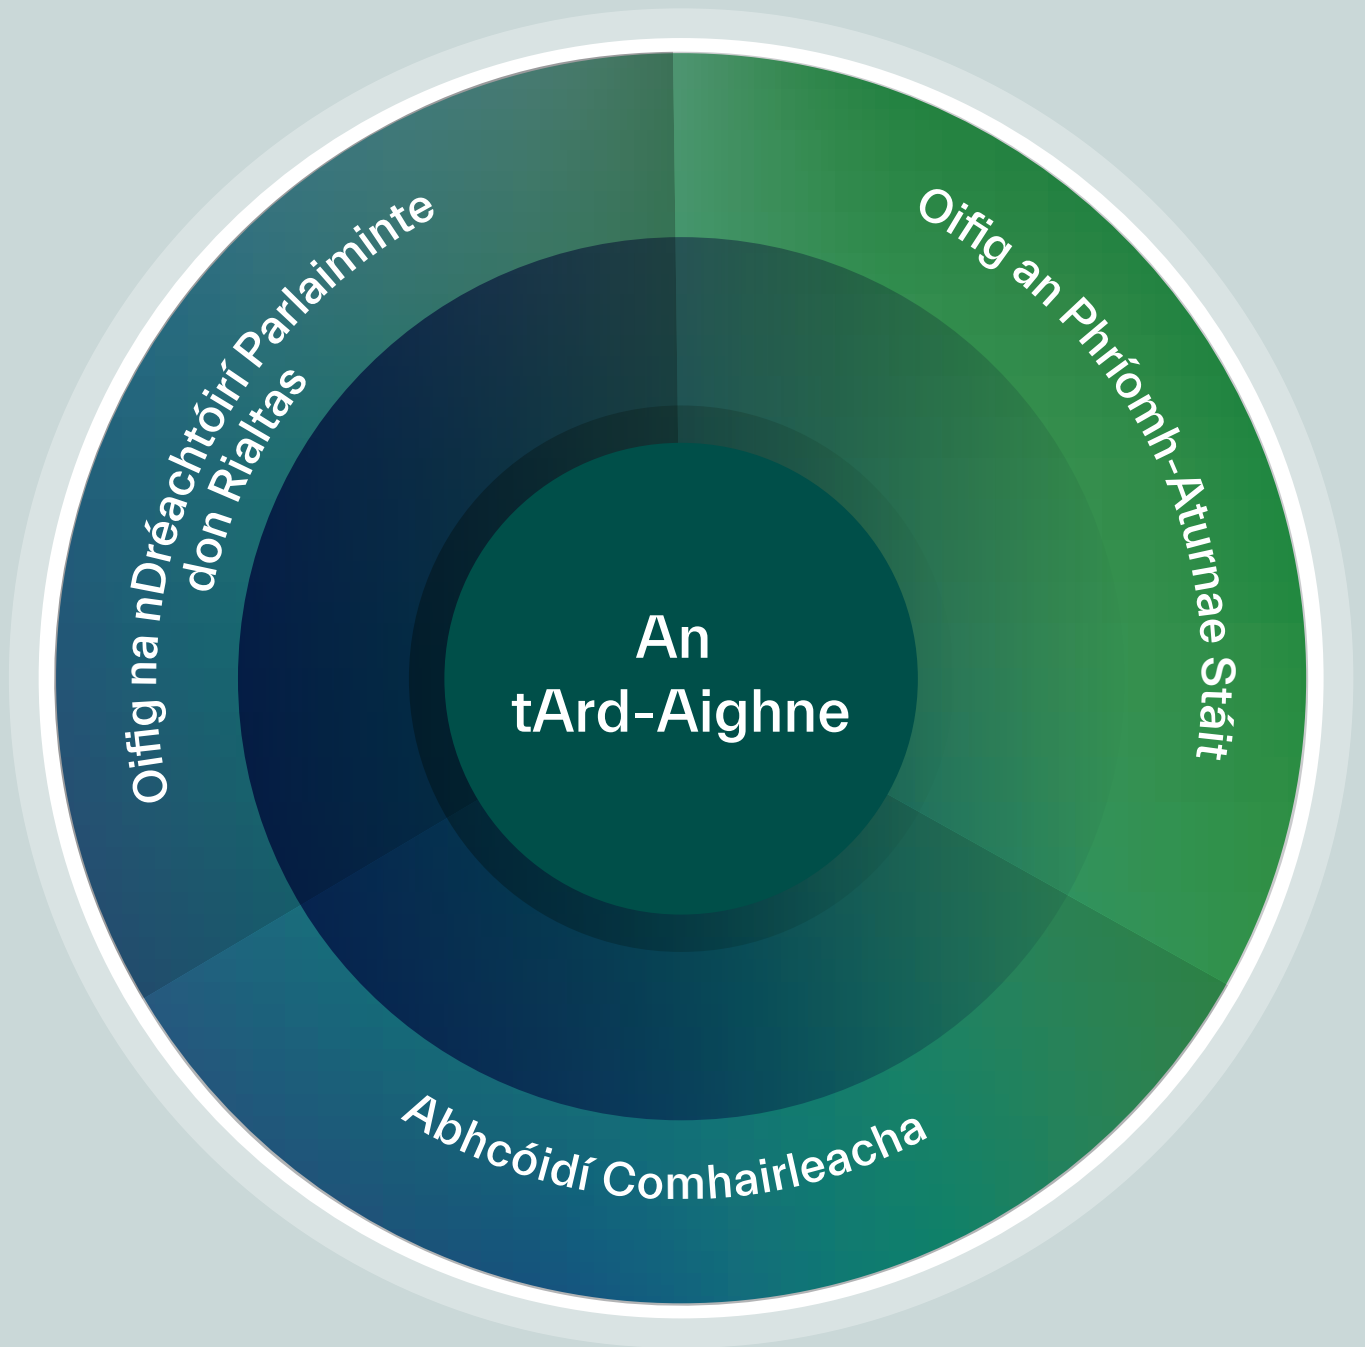 Oifig na nDréachtóirí Parlaiminte
don Rialtas
Oifig an Phríomh-Aturnae Stáit
An
tArd-Aighne
Abhcóidí Comhairleacha